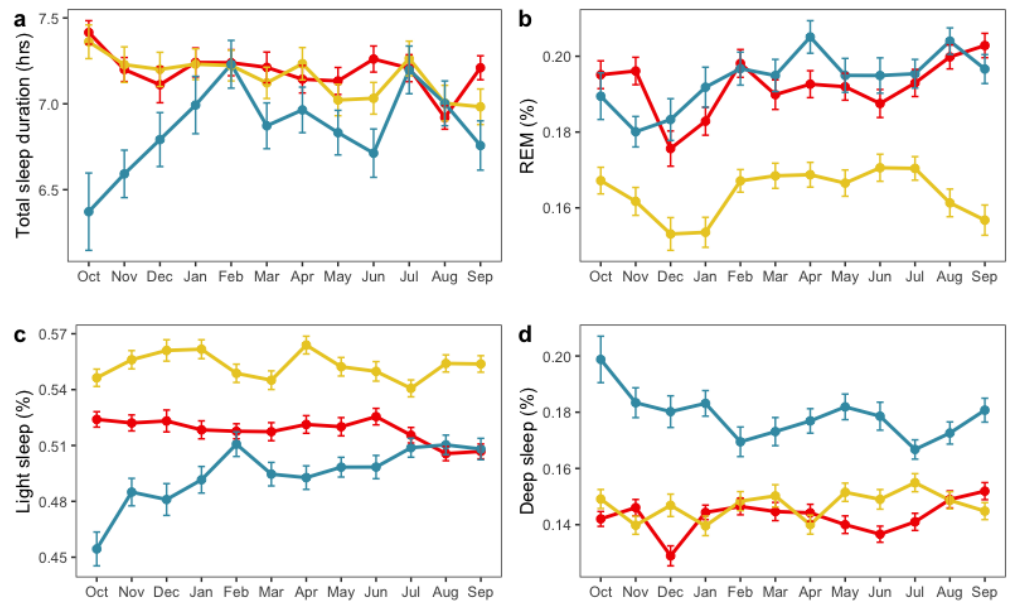 a
Total sleep duration (hrs)
7.5
7.0
6.5
Oct Nov Dec Jan Feb Mar Apr May Jun Jul Aug Sep
b
REM (%)
0.20
0.18
0.16
Oct Nov Dec Jan Feb Mar Apr May Jun Jul Aug Sep
c
Light sleep (%)
0.57
0.54
0.51
0.48
0.45
Oct Nov Dec Jan Feb Mar Apr May Jun Jul Aug Sep
d
Deep sleep (%)
0.20
0.18
0.16
0.14
Oct Nov Dec Jan Feb Mar Apr May Jun Jul Aug Sep